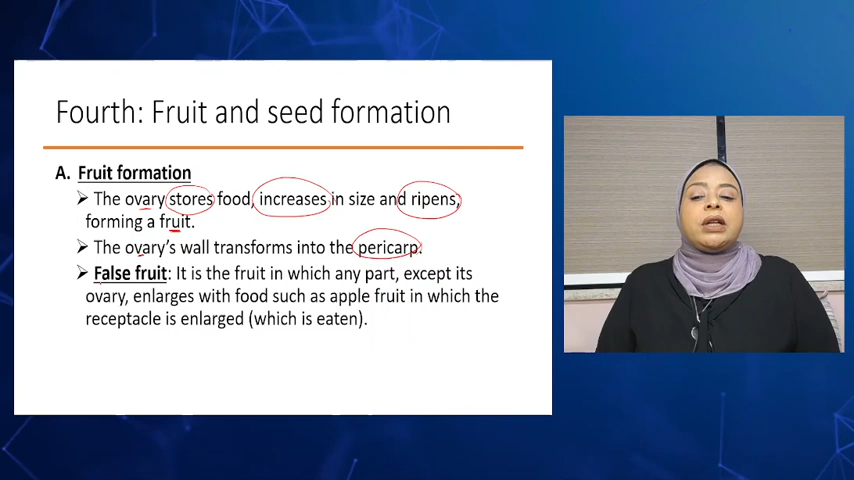 Fourth: Fruit and seed formation
A. Fruit formation
➢ The ovary stores food, increases in size and ripens,
forming a fruit.
➢ The ovary's wall transforms into the pericarp.
➢ False fruit: It is the fruit in which any part, except its
ovary, enlarges with food such as apple fruit in which the
receptacle is enlarged (which is eaten).